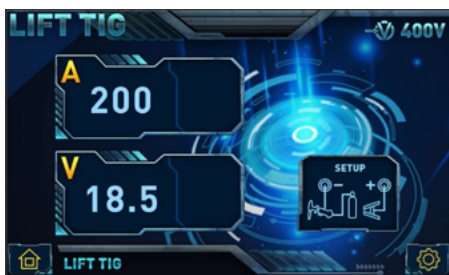 LIFT TIG
V 400V
A
200
V
18.5
SETUP
- +
LIFT TIG